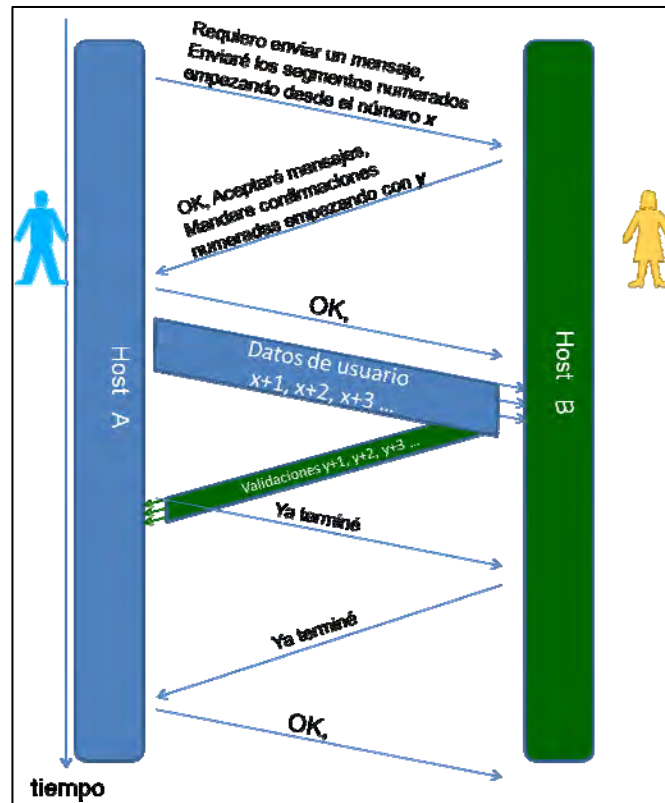 Requiero enviar un mensaje,
Enviaré los segmentos numerados
empezando desde el número x
OK, Aceptaré mensajes,
Mandare confirmaciones
numeradas empezando con y
OK,
Host A
Host B
Datos de usuario
x+1, x+2, x+3 ...
Validaciones y+1, y+2, y+3 ...
Ya terminé
Ya terminé
OK,
tiempo